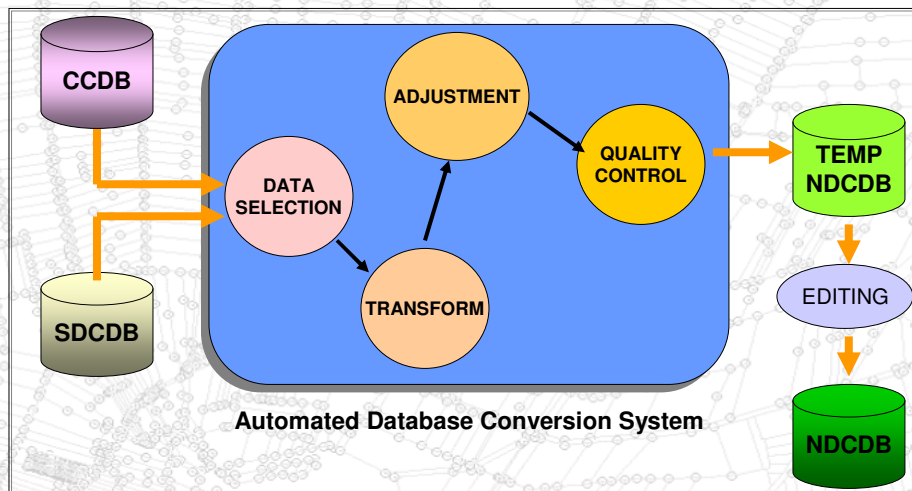 CCDB
SDCDB
DATA
SELECTION
TRANSFORM
ADJUSTMENT
QUALITY
CONTROL
TEMP
NDCDB
EDITING
NDCDB
Automated Database Conversion System